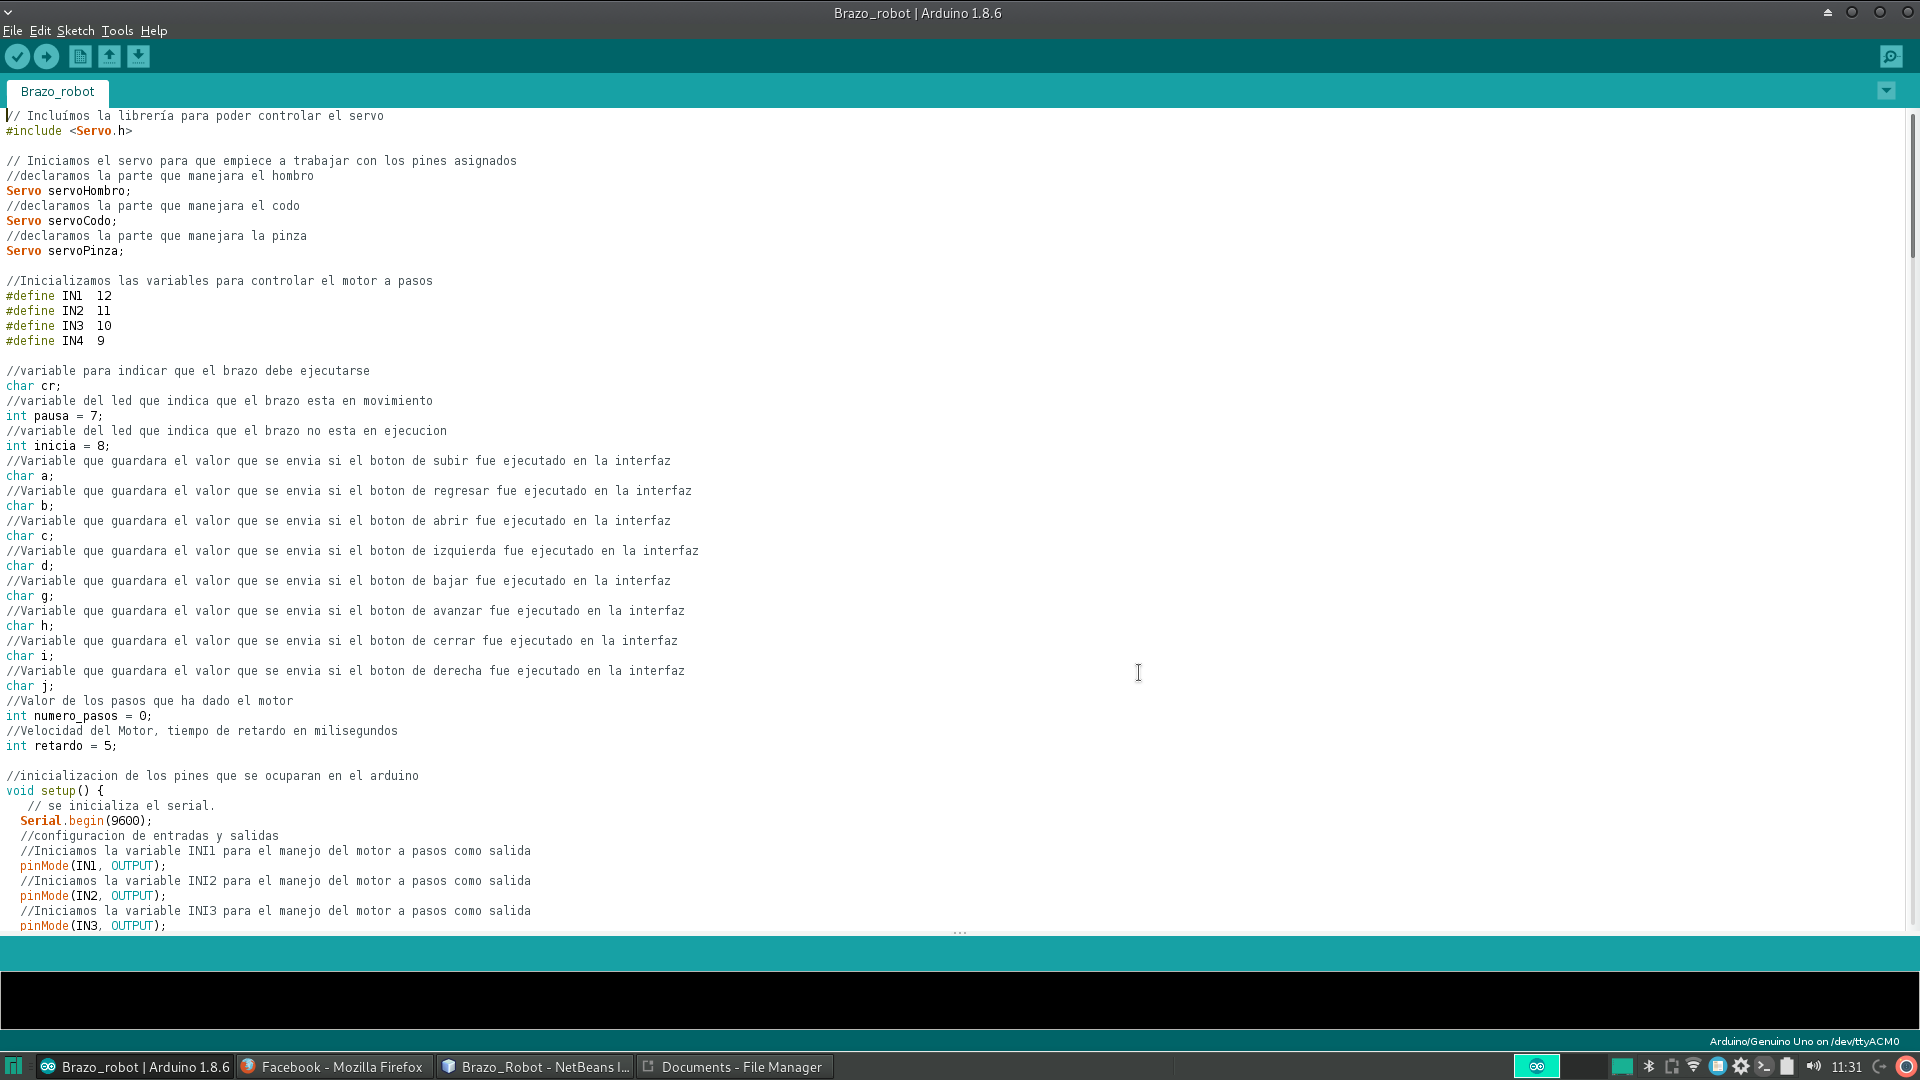 Brazo_robot | Arduino 1.8.6
File Edit Sketch Tools Help
Brazo_robot
// Incluímos la librería para poder controlar el servo
#include <Servo.h>
// Iniciamos el servo para que empiece a trabajar con los pines asignados
//declaramos la parte que manejara el hombro
Servo servoHombro;
//declaramos la parte que manejara el codo
Servo servoCodo;
//declaramos la parte que manejara la pinza
Servo servoPinza;
//Inicializamos las variables para controlar el motor a pasos
#define IN1  12
#define IN2  11
#define IN3  10
#define IN4  9
//variable para indicar que el brazo debe ejecutarse
char cr;
//variable del led que indica que el brazo esta en movimiento
int pausa = 7;
//variable del led que indica que el brazo no esta en ejecucion
int inicia = 8;
//Variable que guardara el valor que se envia si el boton de subir fue ejecutado en la interfaz
char a;
//Variable que guardara el valor que se envia si el boton de regresar fue ejecutado en la interfaz
char b;
//Variable que guardara el valor que se envia si el boton de abrir fue ejecutado en la interfaz
char c;
//Variable que guardara el valor que se envia si el boton de izquierda fue ejecutado en la interfaz
char d;
//Variable que guardara el valor que se envia si el boton de bajar fue ejecutado en la interfaz
char g;
//Variable que guardara el valor que se envia si el boton de avanzar fue ejecutado en la interfaz
char h;
//Variable que guardara el valor que se envia si el boton de cerrar fue ejecutado en la interfaz
char i;
//Variable que guardara el valor que se envia si el boton de derecha fue ejecutado en la interfaz
char j;
//Valor de los pasos que ha dado el motor
int numero_pasos = 0;
//Velocidad del Motor, tiempo de retardo en milisegundos
int retardo = 5;
//inicializacion de los pines que se ocuparan en el arduino
void setup() {
// se inicializa el serial.
Serial.begin(9600);
//configuracion de entradas y salidas
//Iniciamos la variable INI1 para el manejo del motor a pasos como salida
pinMode(IN1, OUTPUT);
//Iniciamos la variable INI2 para el manejo del motor a pasos como salida
pinMode(IN2, OUTPUT);
//Iniciamos la variable INI3 para el manejo del motor a pasos como salida
pinMode(IN3, OUTPUT);
Arduino/Genuino Uno on /dev/ttyACM0
Brazo_robot | Arduino 1.8.6 Facebook - Mozilla Firefox Brazo_Robot - NetBeans I... Documents - File Manager 11:31